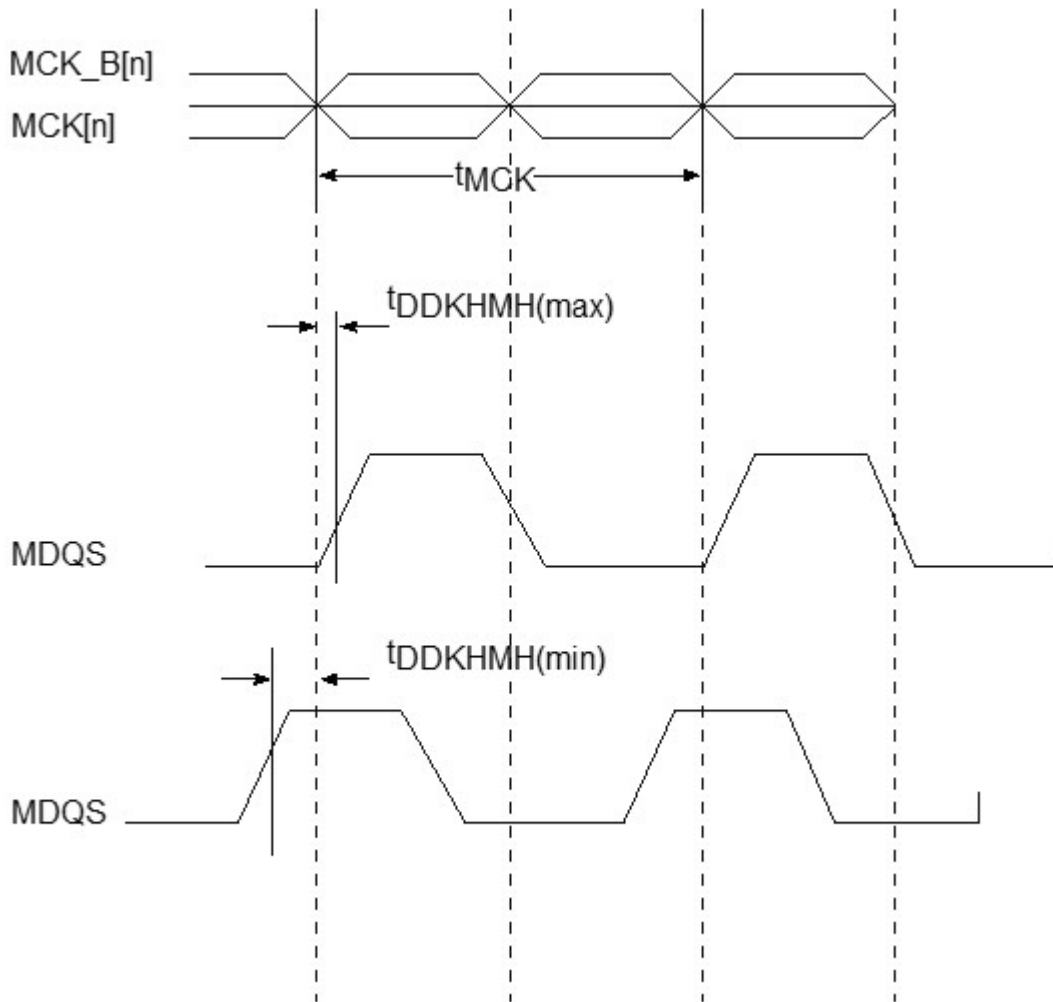 MCK_B[n]
MCK[n]
tMCK
tDDKHMH(max)
MDQS
tDDKHMH(min)
MDQS